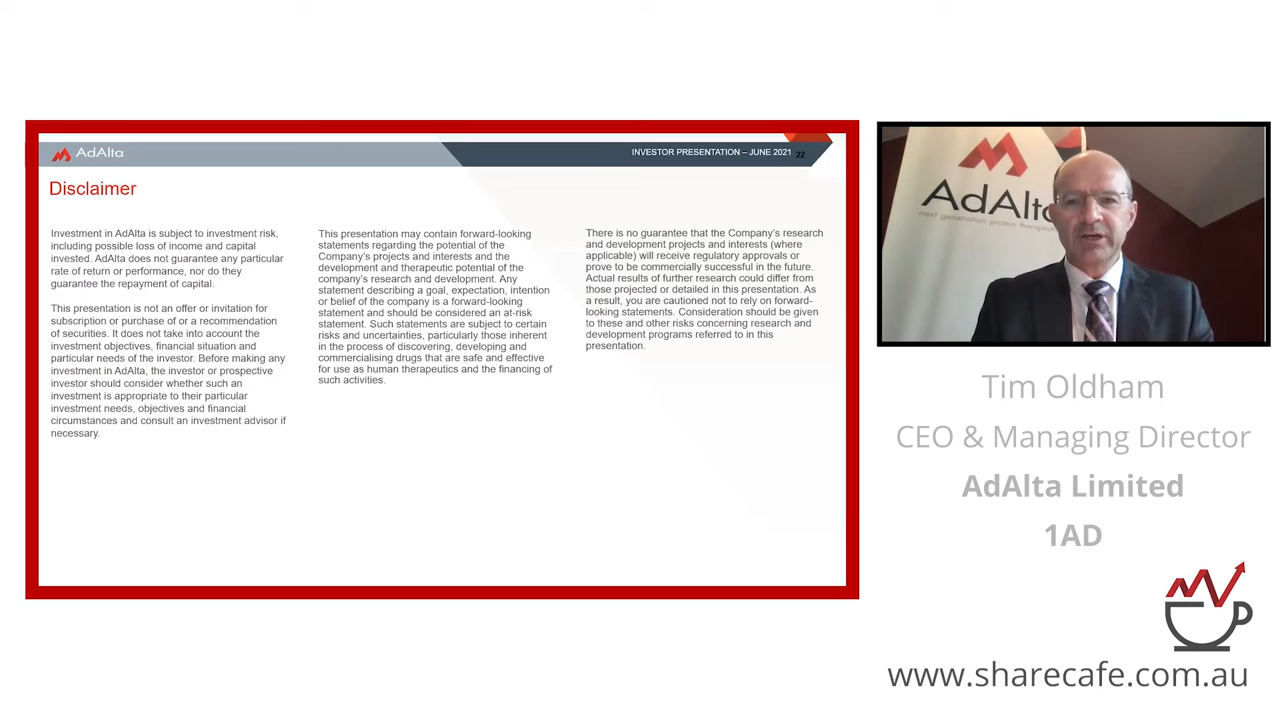 AdAlta
INVESTOR PRESENTATION – JUNE 2021 22
Disclaimer
Investment in AdAlta is subject to investment risk,
including possible loss of income and capital
invested. AdAlta does not guarantee any particular
rate of return or performance, nor do they
guarantee the repayment of capital.
This presentation is not an offer or invitation for
subscription or purchase of or a recommendation
of securities. It does not take into account the
investment objectives, financial situation and
particular needs of the investor. Before making any
investment in AdAlta, the investor or prospective
investor should consider whether such an
investment is appropriate to their particular
investment needs, objectives and financial
circumstances and consult an investment advisor if
necessary.
This presentation may contain forward-looking
statements regarding the potential of the
Company's projects and interests and the
development and therapeutic potential of the
company's research and development. Any
statement describing a goal, expectation, intention
or belief of the company is a forward-looking
statement and should be considered an at-risk
statement. Such statements are subject to certain
risks and uncertainties, particularly those inherent
in the process of discovering, developing and
commercialising drugs that are safe and effective
for use as human therapeutics and the financing of
such activities.
There is no guarantee that the Company's research
and development projects and interests (where
applicable) will receive regulatory approvals or
prove to be commercially successful in the future.
Actual results of further research could differ from
those projected or detailed in this presentation. As
a result, you are cautioned not to rely on forward-
looking statements. Consideration should be given
to these and other risks concerning research and
development programs referred to in this
presentation.
AdAlta
next generation protein therapeutic
Tim Oldham
CEO & Managing Director
AdAlta Limited
1AD
www.sharecafe.com.au